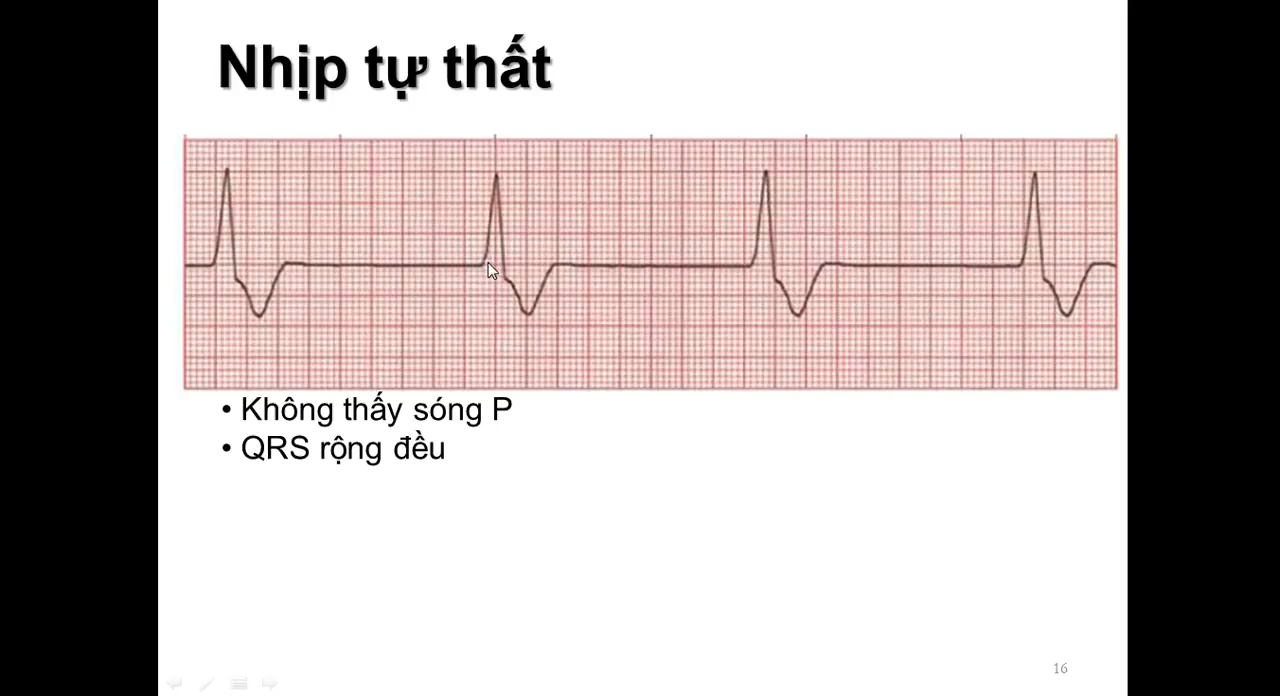 Nhịp tự thất
• Không thấy sóng P
• QRS rộng đều
16